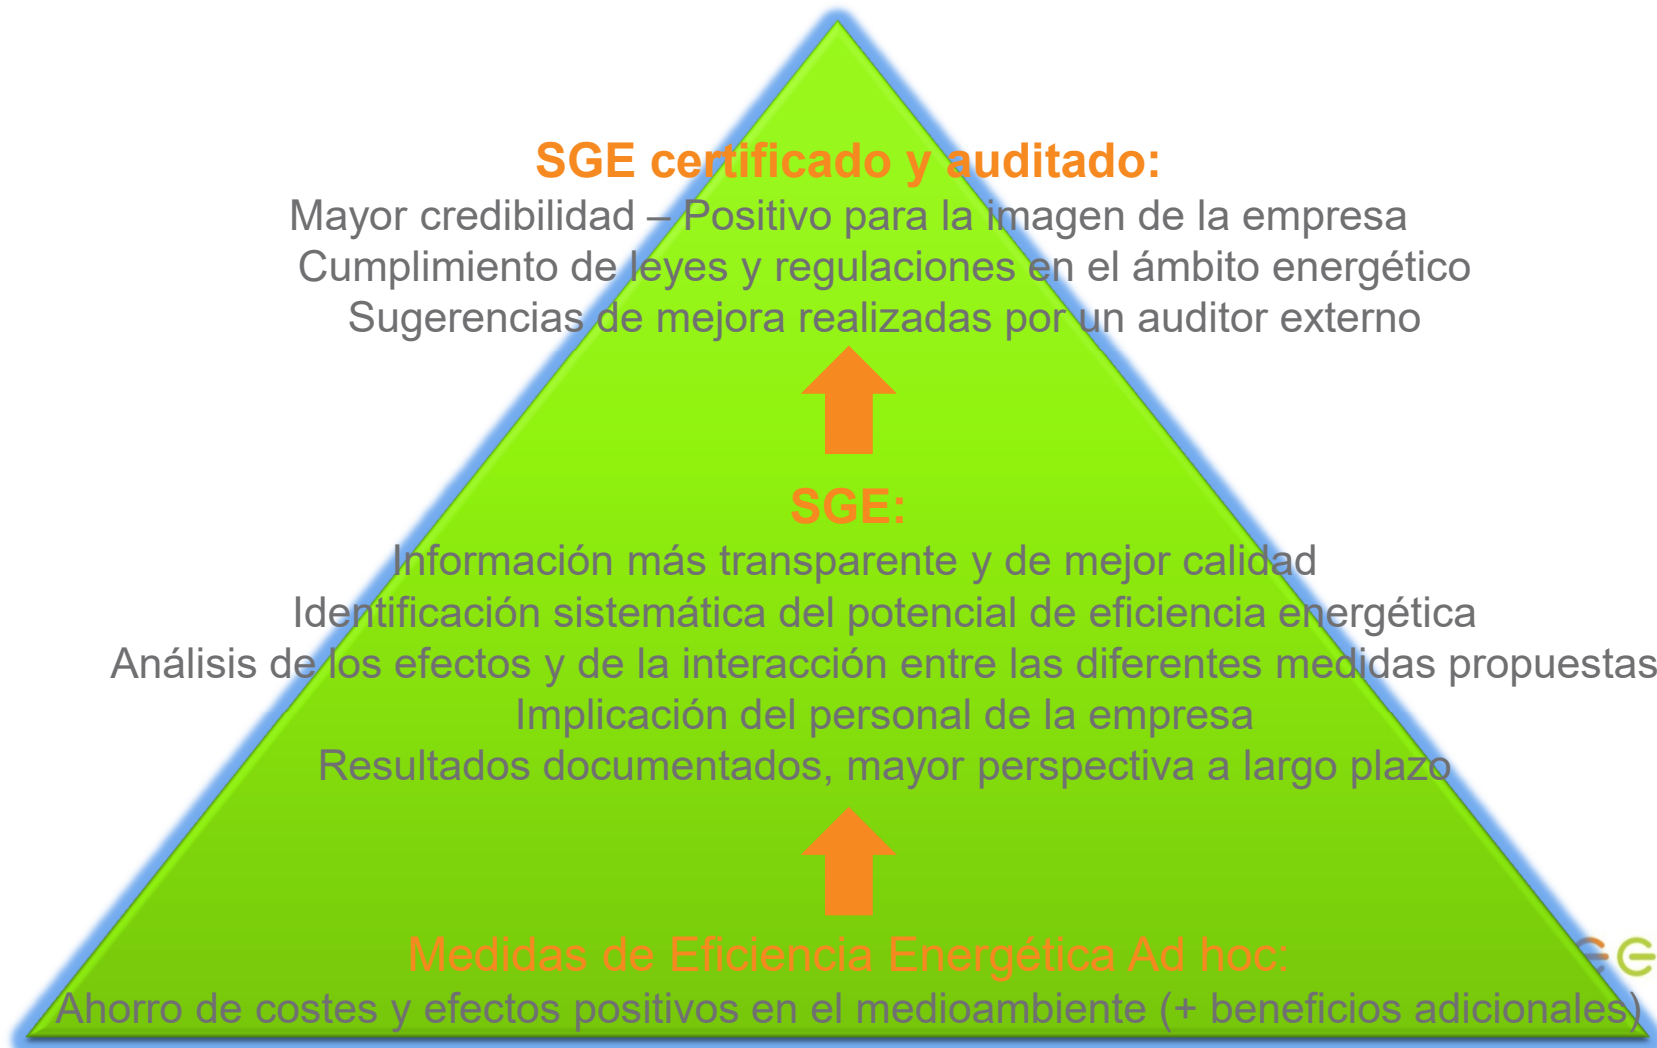 SGE certificado y auditado:
Mayor credibilidad – Positivo para la imagen de la empresa
Cumplimiento de leyes y regulaciones en el ámbito energético
Sugerencias de mejora realizadas por un auditor externo
SGE:
Información más transparente y de mejor calidad
Identificación sistemática del potencial de eficiencia energética
Análisis de los efectos y de la interacción entre las diferentes medidas propuestas
Implicación del personal de la empresa
Resultados documentados, mayor perspectiva a largo plazo
Medidas de Eficiencia Energética Ad hoc:
Ahorro de costes y efectos positivos en el medioambiente (+ beneficios adicionales)